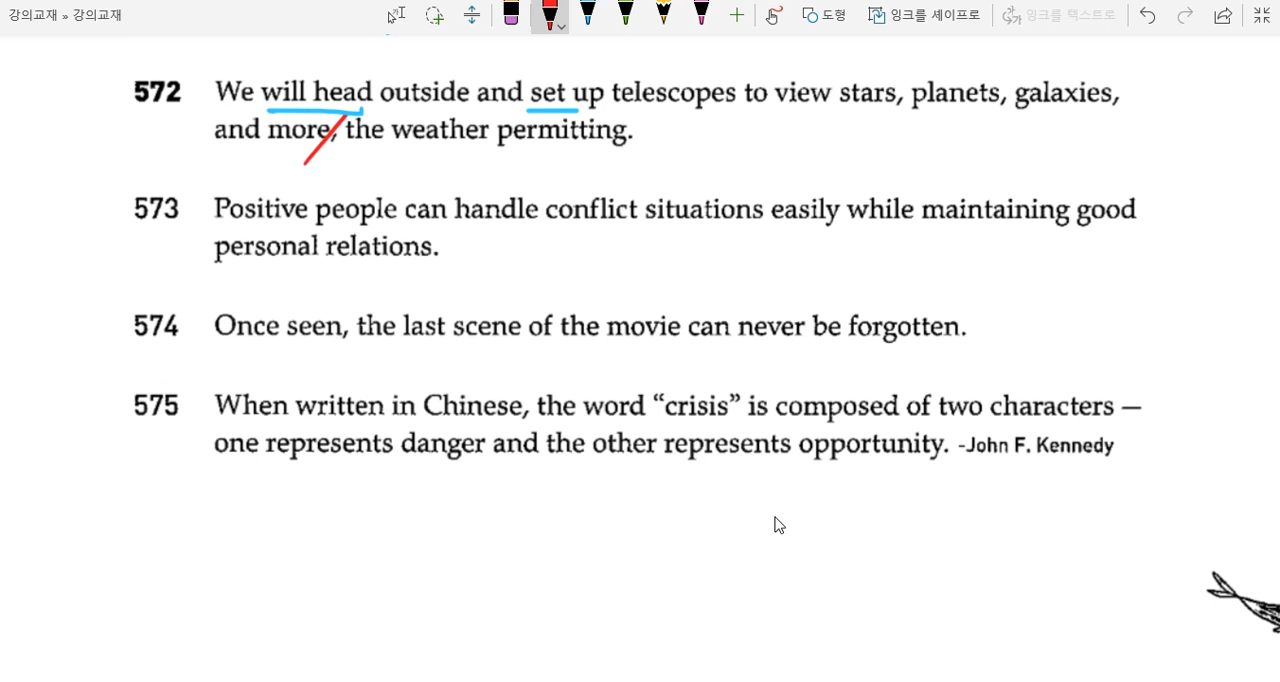 강의교재 » 강의교재
도형 잉크를 셰이프로 잉크를 텍스트로
572 We will head outside and set up telescopes to view stars, planets, galaxies,
and more, the weather permitting.
573 Positive people can handle conflict situations easily while maintaining good
personal relations.
574 Once seen, the last scene of the movie can never be forgotten.
575 When written in Chinese, the word “crisis” is composed of two characters —
one represents danger and the other represents opportunity. -John F. Kennedy